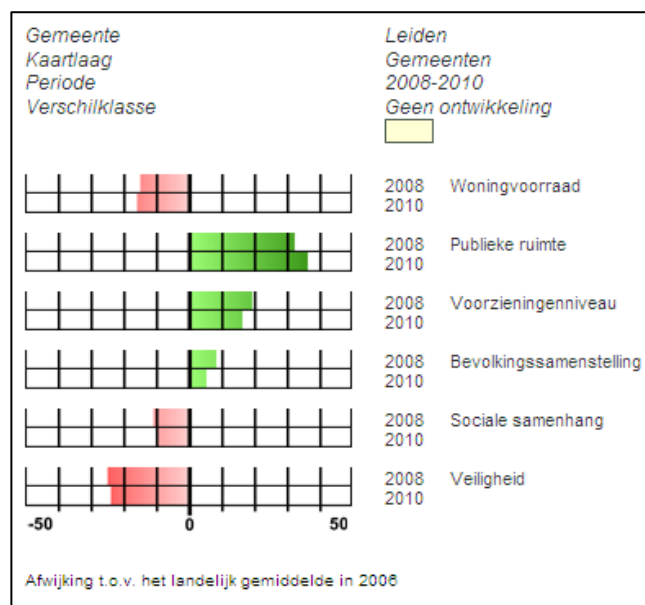 Gemeente Leiden
Kaartlaag Gemeenten
Periode 2008-2010
Verschilklasse Geen ontwikkeling
2008 Woningvoorraad
2010
2008 Publieke ruimte
2010
2008 Voorzieningenniveau
2010
2008 Bevolkingssamenstelling
2010
2008 Sociale samenhang
2010
2008 Veiligheid
2010
-50 0 50
Afwijking t.o.v. het landelijk gemiddelde in 2006